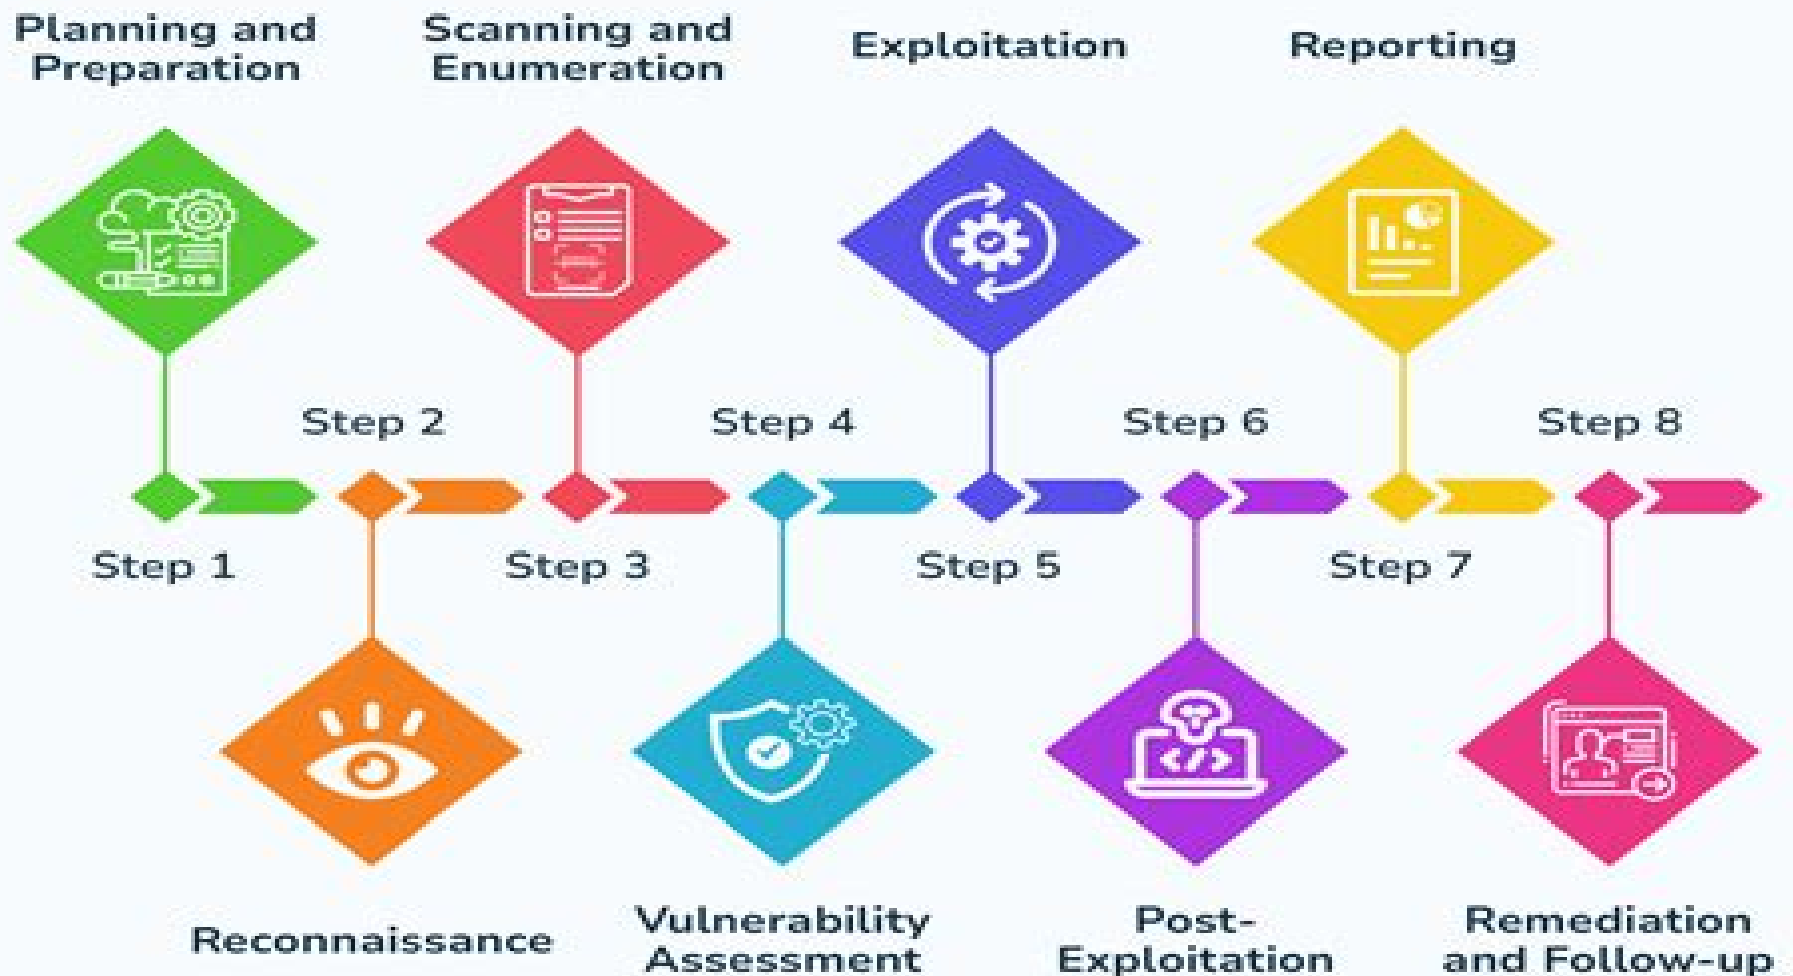 Planning and
Preparation
Scanning and
Enumeration
Exploitation
Reporting
Step 2
Step 4
Step 6
Step 8
Step 1
Step 3
Step 5
Step 7
Reconnaissance
Vulnerability
Assessment
Post-
Exploitation
Remediation
and Follow-up